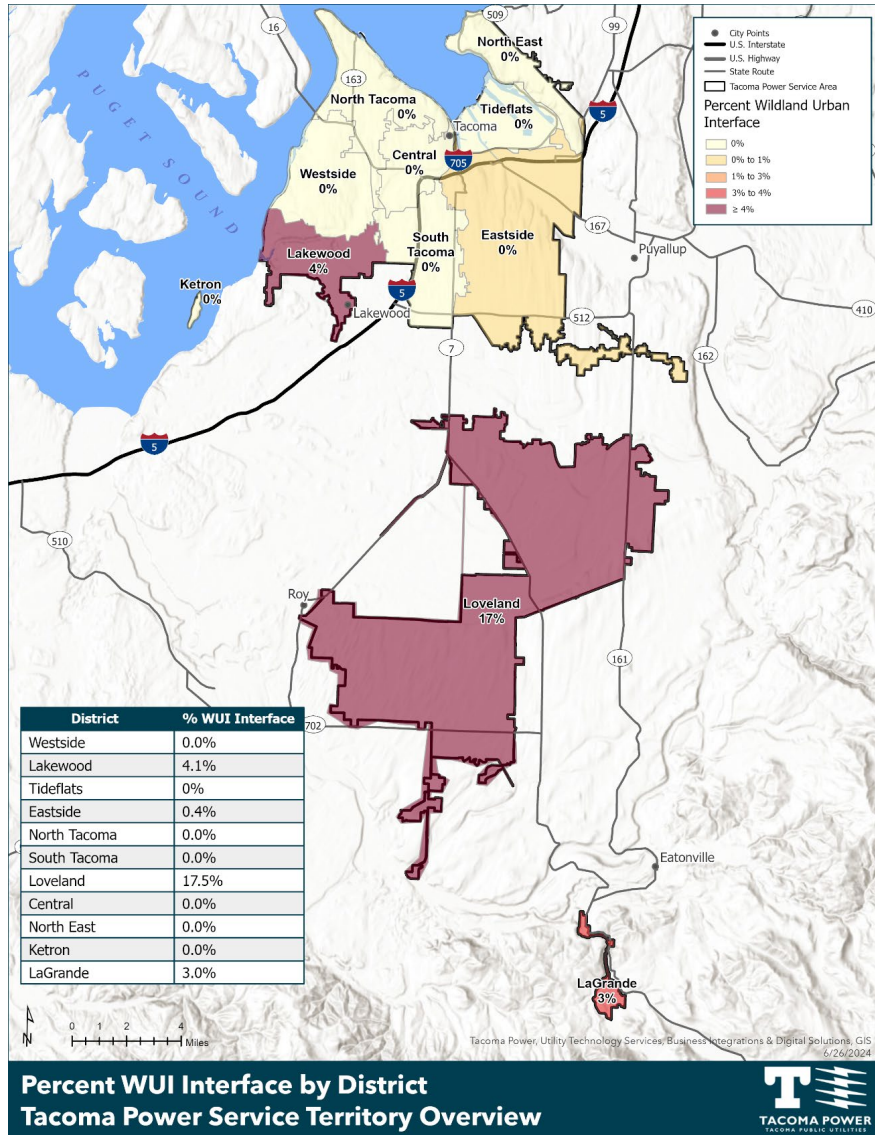 16
509
99
North East
0%
163
North Tacoma
0%
Tideflats
0%
Tacoma
5
705
Central
0%
Westside
0%
PUGET SOUND
City Points
U.S. Interstate
U.S. Highway
State Route
Tacoma Power Service Area
Percent Wildland Urban
Interface
0%
0% to 1%
1% to 3%
3% to 4%
≥ 4%
167
Eastside
0%
South
Tacoma
0%
Puyallup
Lakewood
4%
Ketron
0%
5
Lakewood
512
410
7
162
5
510
Roy
Loveland
17%
161
702
District % WUI Interface
Westside 0.0%
Lakewood 4.1%
Tideflats 0%
Eastside 0.4%
North Tacoma 0.0%
South Tacoma 0.0%
Loveland 17.5%
Central 0.0%
North East 0.0%
Ketron 0.0%
LaGrande 3.0%
Eatonville
LaGrande
3%
N
0 1 2 4
Miles
Tacoma Power, Utility Technology Services, Business Integrations & Digital Solutions, GIS
6/26/2024
Percent WUI Interface by District
Tacoma Power Service Territory Overview
TACOMA POWER
TACOMA PUBLIC UTILITIES